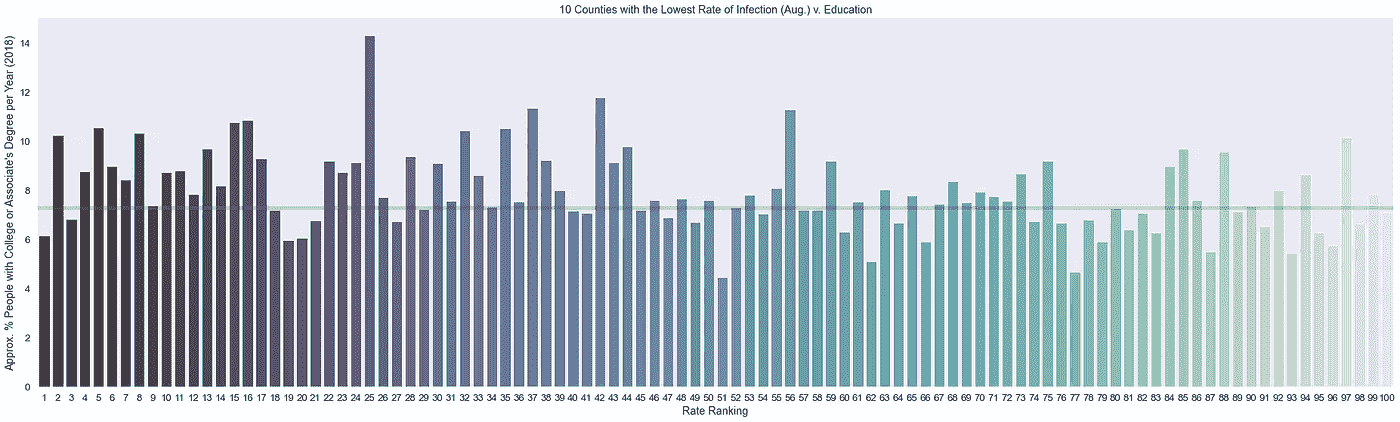 10 Counties with the Lowest Rate of Infection (Aug.) v. Education
Approx. % People with College or Associate's Degree per Year (2018)
14
12
10
8
6
4
2
0
1 2 3 4 5 6 7 8 9 10 11 12 13 14 15 16 17 18 19 20 21 22 23 24 25 26 27 28 29 30 31 32 33 34 35 36 37 38 39 40 41 42 43 44 45 46 47 48 49 50 51 52 53 54 55 56 57 58 59 60 61 62 63 64 65 66 67 68 69 70 71 72 73 74 75 76 77 78 79 80 81 82 83 84 85 86 87 88 89 90 91 92 93 94 95 96 97 98 99 100
Rate Ranking